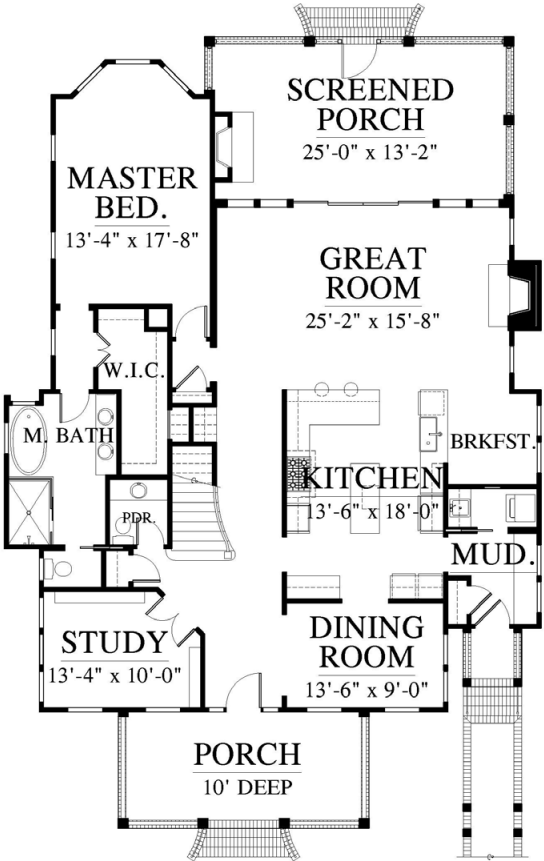 SCREENED
PORCH
25'-0" x 13'-2"
MASTER
BED.
13'-4" x 17'-8"
GREAT
ROOM
25'-2" x 15'-8"
W.I.C.
M. BATH
BRKFST.
KITCHEN
13'-6" x 18'-0"
PDR.
MUD.
STUDY
13'-4" x 10'-0"
DINING
ROOM
13'-6" x 9'-0"
PORCH
10' DEEP